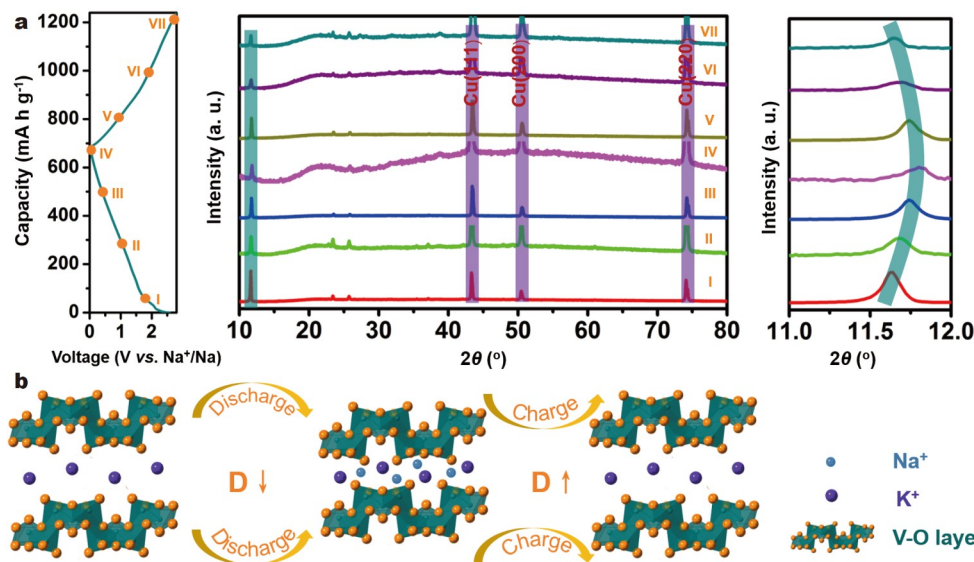 a
Capacity (mA h g⁻¹)
1200
1000
800
600
400
200
0
VII
VI
V
IV
III
II
I
0 1 2
Voltage (V vs. Na⁺/Na)
Intensity (a. u.)
Cu(111)
Cu(200)
Cu(220)
VII
VI
V
IV
III
II
I
10 20 30 40 50 60 70 80
2θ (°)
Intensity (a. u.)
11.0 11.5 12.0
2θ (°)
b
Discharge
D ↓
Discharge
Charge
D ↑
Charge
Na⁺
K⁺
V-O laye